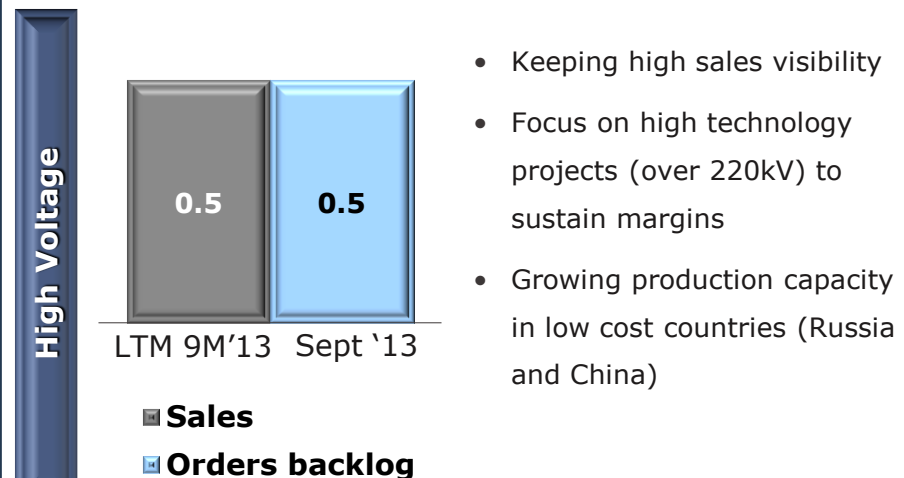 High Voltage
0.5
0.5
LTM 9M’13
Sept ‘13
Sales
Orders backlog
• Keeping high sales visibility
• Focus on high technology
projects (over 220kV) to
sustain margins
• Growing production capacity
in low cost countries (Russia
and China)